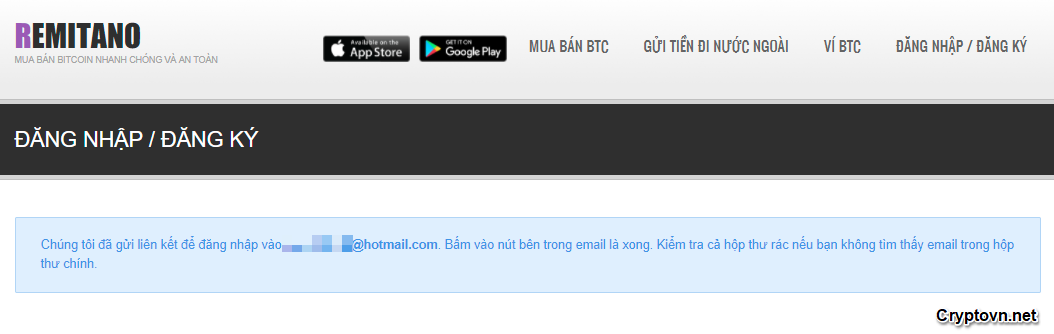 REMITANO
MUA BÁN BITCOIN NHANH CHÓNG VÀ AN TOÀN
Available on the
App Store
GET IT ON
Google Play
MUA BÁN BTC
GỬI TIỀN ĐI NƯỚC NGOÀI
VÍ BTC
ĐĂNG NHẬP / ĐĂNG KÝ
ĐĂNG NHẬP / ĐĂNG KÝ
Chúng tôi đã gửi liên kết để đăng nhập vào @hotmail.com. Bấm vào nút bên trong email là xong. Kiểm tra cả hộp thư rác nếu bạn không tìm thấy email trong hộp
thư chính.
Cryptovn.net